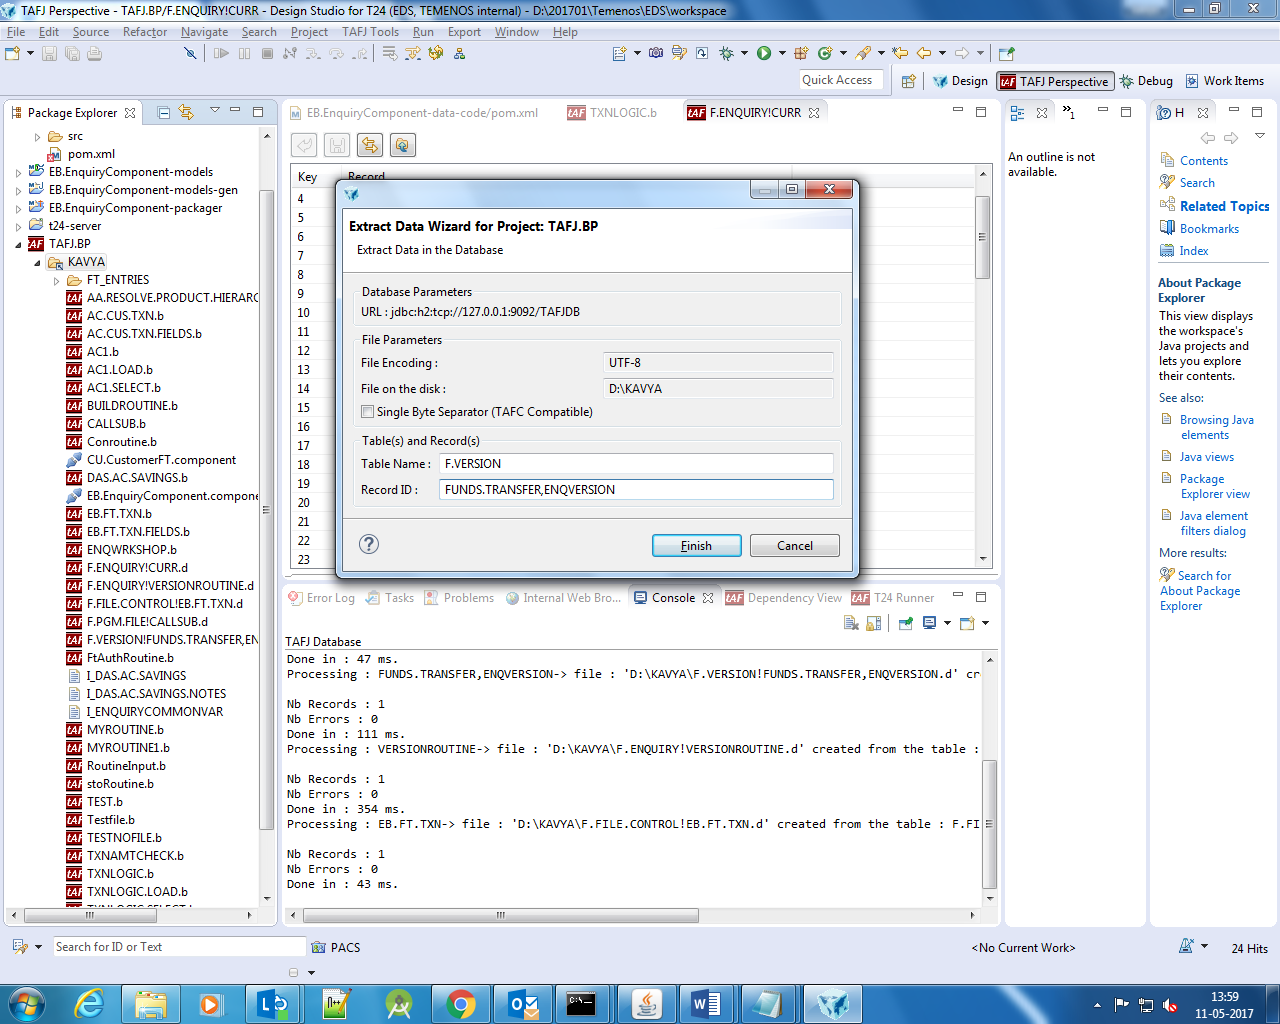 TAFJ Perspective - TAFJ.BP/F.ENQUIRY!CURR - Design Studio for T24 (EDS, TEMENOS internal) - D:\201701\Temenos\EDS\workspace
File Edit Source Refactor Navigate Search Project TAFJ Tools Run Export Window Help
Quick Access
Design TAFJ Perspective Debug Work Items
Package Explorer
src
pom.xml
EB.EnquiryComponent-models
EB.EnquiryComponent-models-gen
EB.EnquiryComponent-packager
t24-server
TAFJ.BP
KAVYA
FT_ENTRIES
AA.RESOLVE.PRODUCT.HIERARC
AC.CUS.TXN.b
AC.CUS.TXN.FIELDS.b
AC1.b
AC1.LOAD.b
AC1.SELECT.b
BUILDROUTINE.b
CALLSUB.b
Conroutine.b
CU.CustomerFT.component
DAS.AC.SAVINGS.b
EB.EnquiryComponent.compone
EB.FT.TXN.b
EB.FT.TXN.FIELDS.b
ENQWRKSHOP.b
F.ENQUIRY!CURR.d
F.ENQUIRY!VERSIONROUTINE.d
F.FILE.CONTROL!EB.FT.TXN.d
F.PGM.FILE!CALLSUB.d
F.VERSION!FUNDS.TRANSFER,EN
FtAuthRoutine.b
I_DAS.AC.SAVINGS
I_DAS.AC.SAVINGS.NOTES
I_ENQUIRYCOMMONVAR
MYROUTINE.b
MYROUTINE1.b
RoutineInput.b
stoRoutine.b
TEST.b
Testfile.b
TESTNOFILE.b
TXNAMTCHECK.b
TXNLOGIC.b
TXNLOGIC.LOAD.b
TXNLOGIC.SELECT.b
EB.EnquiryComponent-data-code/pom.xml TXNLOGIC.b F.ENQUIRY!CURR
Key Record
4
5
6
7
8
9
10
11
12
13
14
15
16
17
18
19
20
21
22
23
Extract Data Wizard for Project: TAFJ.BP
Extract Data in the Database
Database Parameters
URL : jdbc:h2:tcp://127.0.0.1:9092/TAFJDB
File Parameters
File Encoding : UTF-8
File on the disk : D:\KAVYA
Single Byte Separator (TAFC Compatible)
Table(s) and Record(s)
Table Name : F.VERSION
Record ID : FUNDS.TRANSFER,ENQVERSION
Finish Cancel
Error Log Tasks Problems Internal Web Bro... Console Dependency View T24 Runner
TAFJ Database
Done in : 47 ms.
Processing : FUNDS.TRANSFER,ENQVERSION-> file : 'D:\KAVYA\F.VERSION!FUNDS.TRANSFER,ENQVERSION.d' cre
Nb Records : 1
Nb Errors : 0
Done in : 111 ms.
Processing : VERSIONROUTINE-> file : 'D:\KAVYA\F.ENQUIRY!VERSIONROUTINE.d' created from the table :
Nb Records : 1
Nb Errors : 0
Done in : 354 ms.
Processing : EB.FT.TXN-> file : 'D:\KAVYA\F.FILE.CONTROL!EB.FT.TXN.d' created from the table : F.FI
Nb Records : 1
Nb Errors : 0
Done in : 43 ms.
An outline is not
available.
H
Contents
Search
Related Topics
Bookmarks
Index
About Package
Explorer
This view displays
the workspace's
Java projects and
lets you explore
their contents.
See also:
Browsing Java
elements
Java views
Package
Explorer view
Java element
filters dialog
More results:
Search for
About Package
Explorer
Search for ID or Text PACS <No Current Work> 24 Hits
13:59
11-05-2017